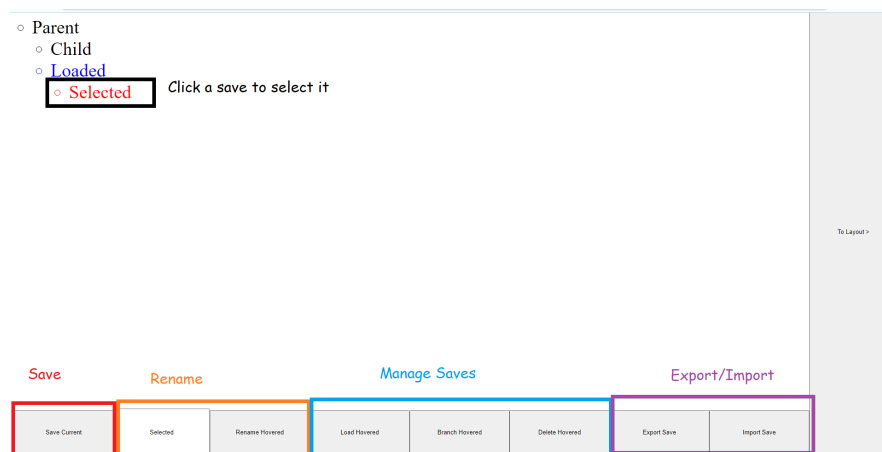 Parent
Child
Loaded
Selected
Click a save to select it
To Layout >
Save
Rename
Manage Saves
Export/Import
Save Current
Selected
Rename Hovered
Load Hovered
Branch Hovered
Delete Hovered
Export Save
Import Save